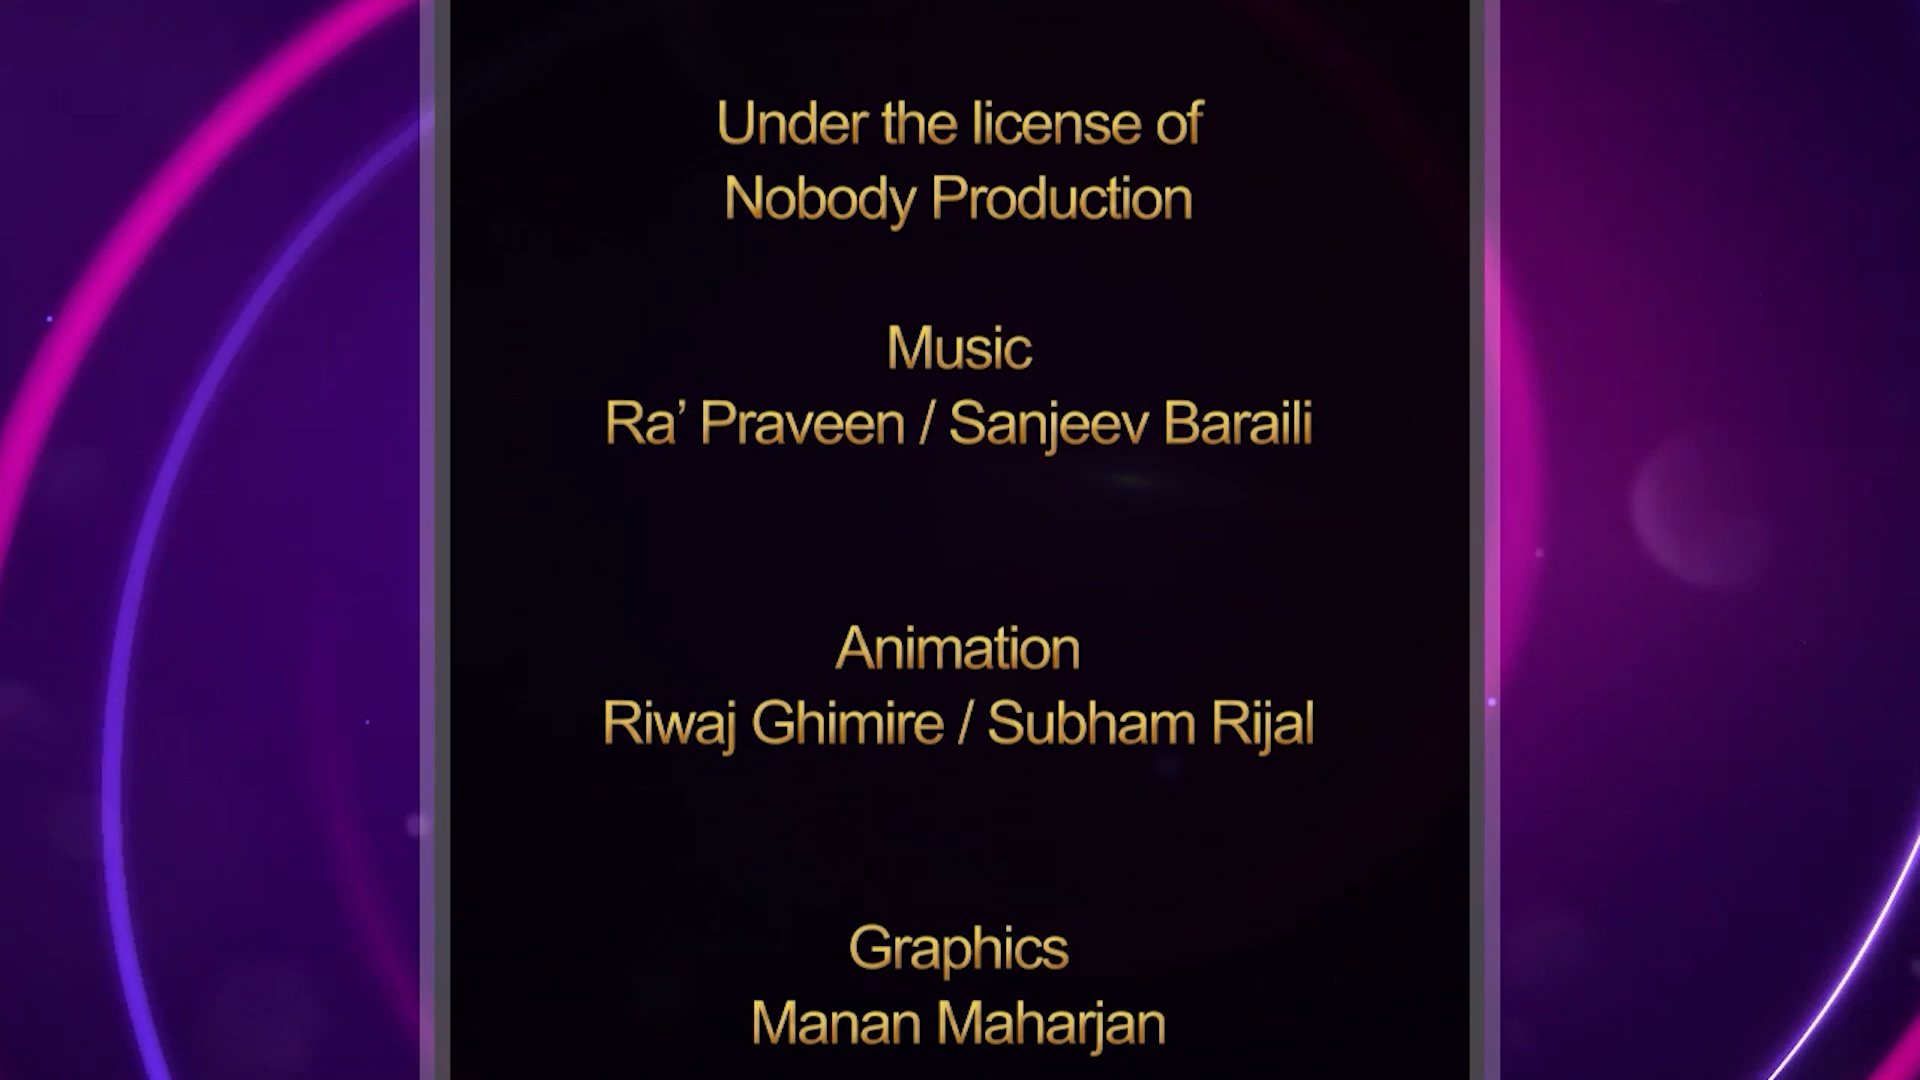 Under the license of
Nobody Production
Music
Ra’ Praveen / Sanjeev Baraili
Animation
Riwaj Ghimire / Subham Rijal
Graphics
Manan Maharjan